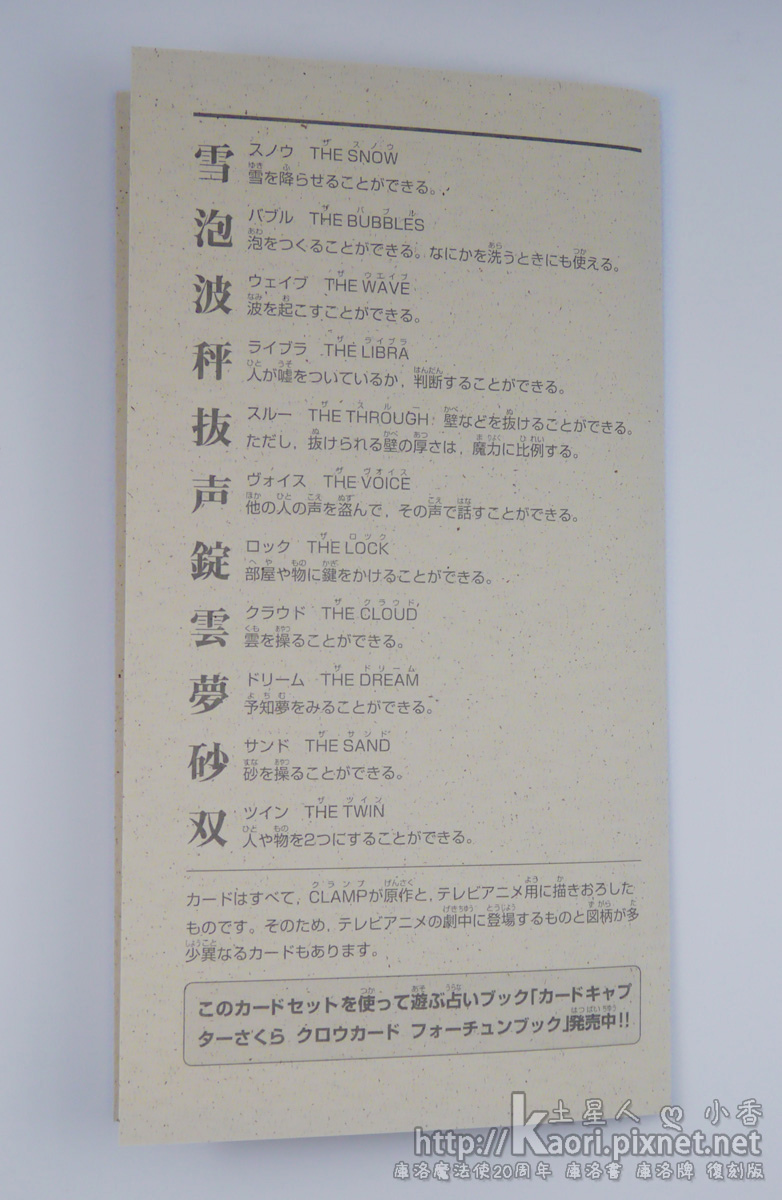 雪 スノウ THE SNOW
雪を降らせることができる。
泡 バブル THE BUBBLES
泡をつくることができる。なにかを洗うときにも使える。
波 ウェイブ THE WAVE
波を起こすことができる。
秤 ライブラ THE LIBRA
人が嘘をついているか，判断することができる。
抜 スルー THE THROUGH 壁などを抜けることができる。
ただし，抜けられる壁の厚さは，魔力に比例する。
声 ヴォイス THE VOICE
他の人の声を盗んで，その声で話すことができる。
錠 ロック THE LOCK
部屋や物に鍵をかけることができる。
雲 クラウド THE CLOUD
雲を操ることができる。
夢 ドリーム THE DREAM
予知夢をみることができる。
砂 サンド THE SAND
砂を操ることができる。
双 ツイン THE TWIN
人や物を2つにすることができる。
カードはすべて，CLAMPが原作と，テレビアニメ用に描きおろした
ものです。そのため，テレビアニメの劇中に登場するものと図柄が多
少異なるカードもあります。
このカードセットを使って遊ぶ占いブック「カードキャプ
ターさくら クロウカード フォーチュンブック」発売中!!
k土星人 ღ 小香
http://Kaori.pixnet.net
庫洛魔法使20周年 庫洛書 庫洛牌 復刻版